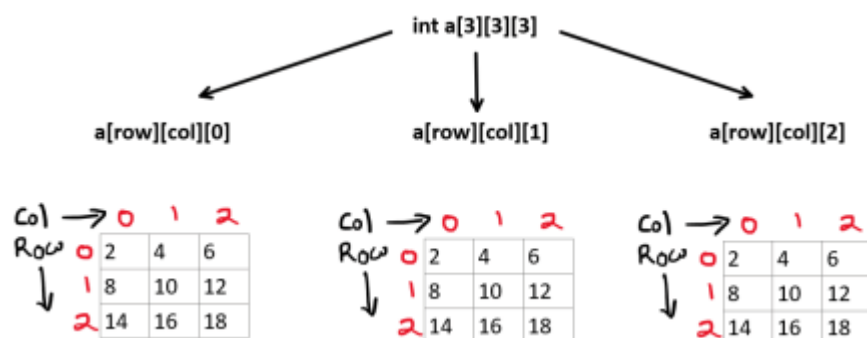 int a[3][3][3]
a[row][col][0] a[row][col][1] a[row][col][2]
Col 0 1 2 Col 0 1 2 Col 0 1 2
Row 0 2 4 6 Row 0 2 4 6 Row 0 2 4 6
1 8 10 12 1 8 10 12 1 8 10 12
2 14 16 18 2 14 16 18 2 14 16 18